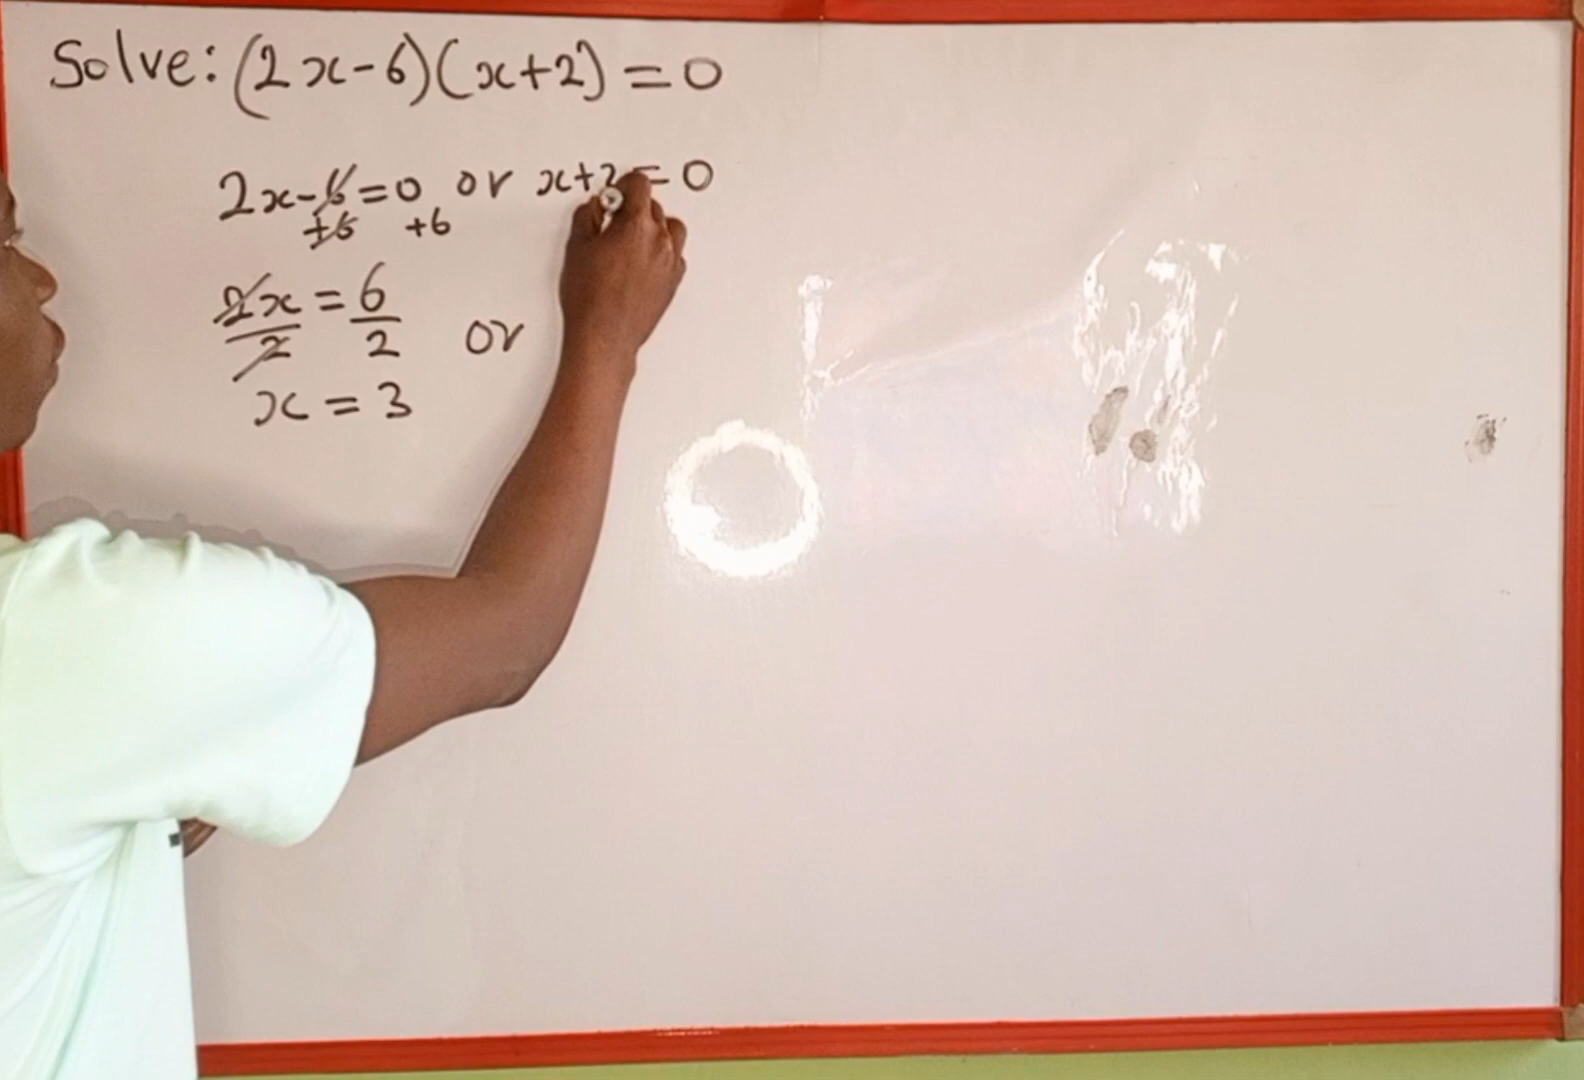 Solve: (2x-6)(x+2) = 0
2x-6=0 or x+2=0
+6 +6
2x = 6
2 2 or
x = 3